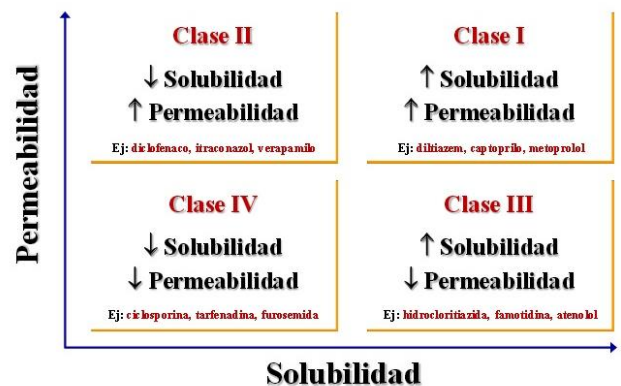 Permeabilidad
Clase II
↓ Solubilidad
↑ Permeabilidad
Ej: diclofenaco, itraconazol, verapamilo
Clase I
↑ Solubilidad
↑ Permeabilidad
Ej: diltiazem, captoprilo, metoprolol
Clase IV
↓ Solubilidad
↓ Permeabilidad
Ej: ciclosporina, tarfenadina, furosemida
Clase III
↑ Solubilidad
↓ Permeabilidad
Ej: hidrocloritiazida, famotidina, atenolol
Solubilidad